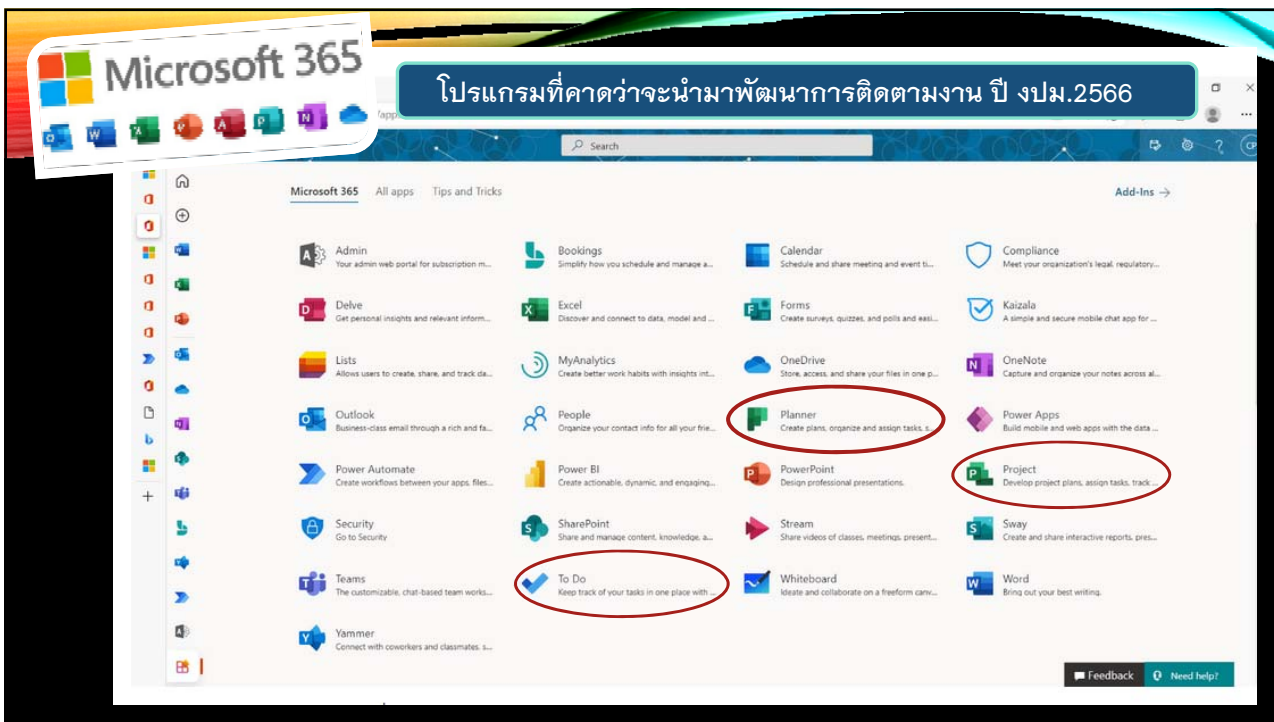 Microsoft 365
โปรแกรมที่คาดว่าจะนำมาพัฒนาการติดตามงาน ปี งปม.2566
/app
Search
Microsoft 365 All apps Tips and Tricks Add-Ins →
Admin
Your admin web portal for subscription m...
Bookings
Simplify how you schedule and manage a...
Calendar
Schedule and share meeting and event ti...
Compliance
Meet your organization's legal, regulatory...
Delve
Get personal insights and relevant inform...
Excel
Discover and connect to data, model and ...
Forms
Create surveys, quizzes, and polls and easi...
Kaizala
A simple and secure mobile chat app for ...
Lists
Allows users to create, share, and track da...
MyAnalytics
Create better work habits with insights int...
OneDrive
Store, access, and share your files in one p...
OneNote
Capture and organize your notes across al...
Outlook
Business-class email through a rich and fa...
People
Organize your contact info for all your frie...
Planner
Create plans, organize and assign tasks, s...
Power Apps
Build mobile and web apps with the data ...
Power Automate
Create workflows between your apps, files...
Power BI
Create actionable, dynamic, and engaging...
PowerPoint
Design professional presentations.
Project
Develop project plans, assign tasks, track ...
Security
Go to Security
SharePoint
Share and manage content, knowledge, a...
Stream
Share videos of classes, meetings, present...
Sway
Create and share interactive reports, pres...
Teams
The customizable, chat-based team works...
To Do
Keep track of your tasks in one place with ...
Whiteboard
Ideate and collaborate on a freeform canv...
Word
Bring out your best writing.
Yammer
Connect with coworkers and classmates, s...
Feedback
Need help?